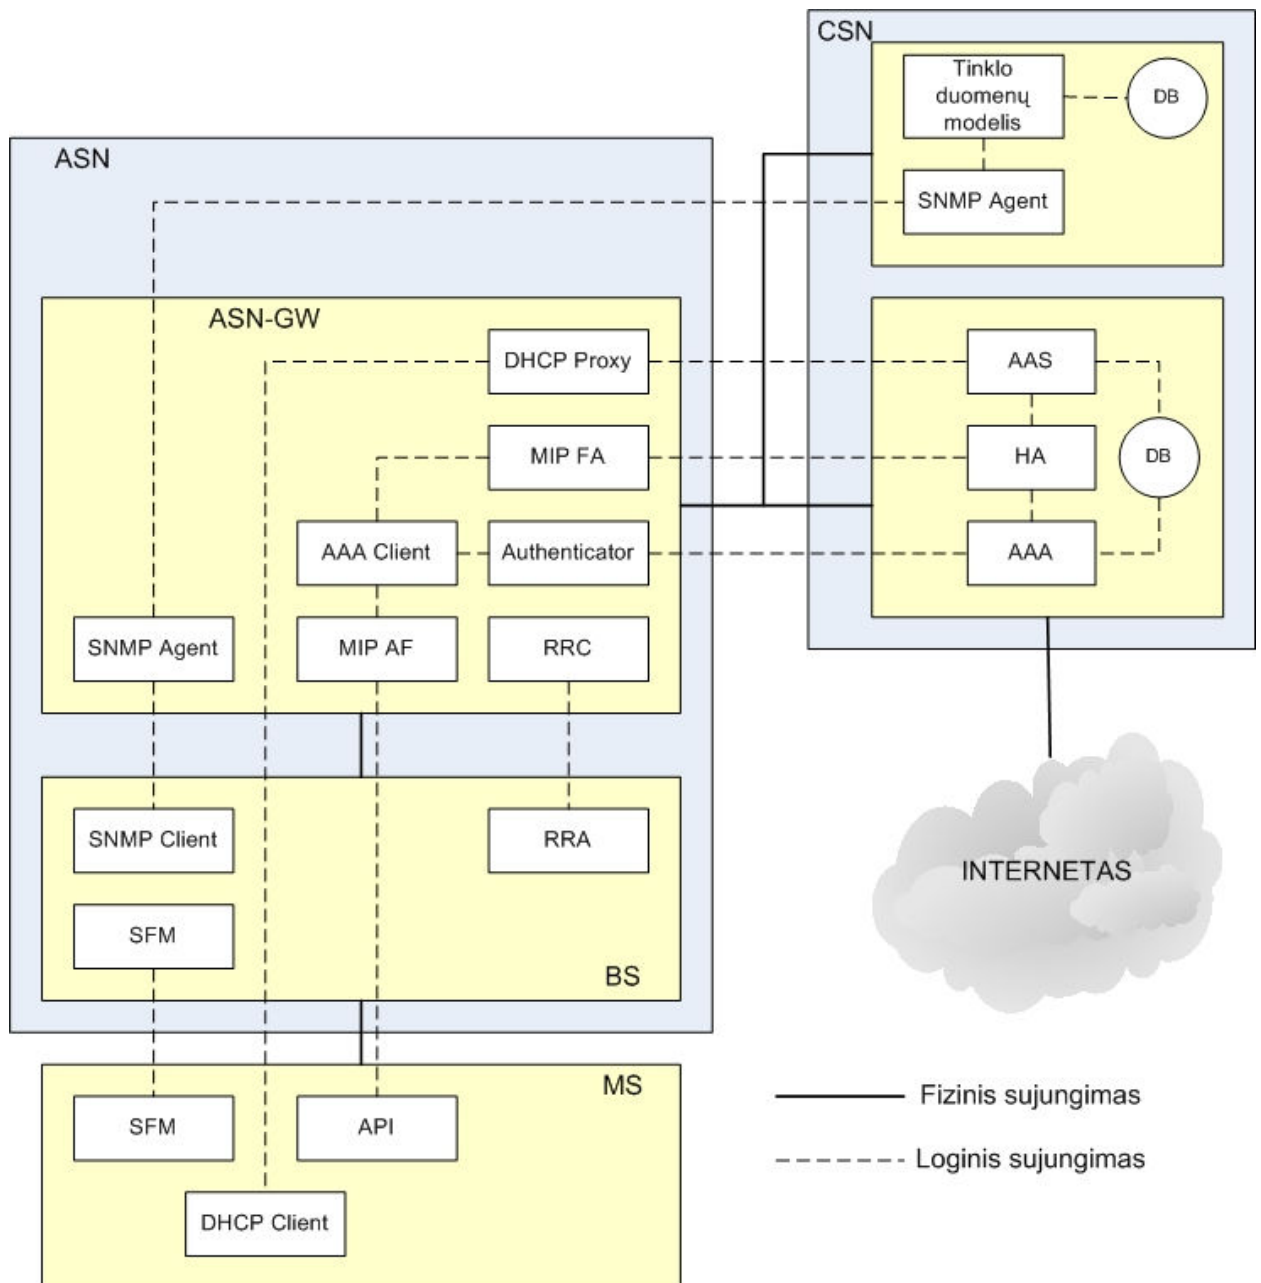 CSN
Tinklo
duomenų
modelis
DB
SNMP Agent
ASN
ASN-GW
DHCP Proxy
AAS
MIP FA
HA
DB
AAA Client
Authenticator
AAA
SNMP Agent
MIP AF
RRC
SNMP Client
RRA
SFM
BS
INTERNETAS
MS
SFM
API
DHCP Client
Fizinis sujungimas
Loginis sujungimas